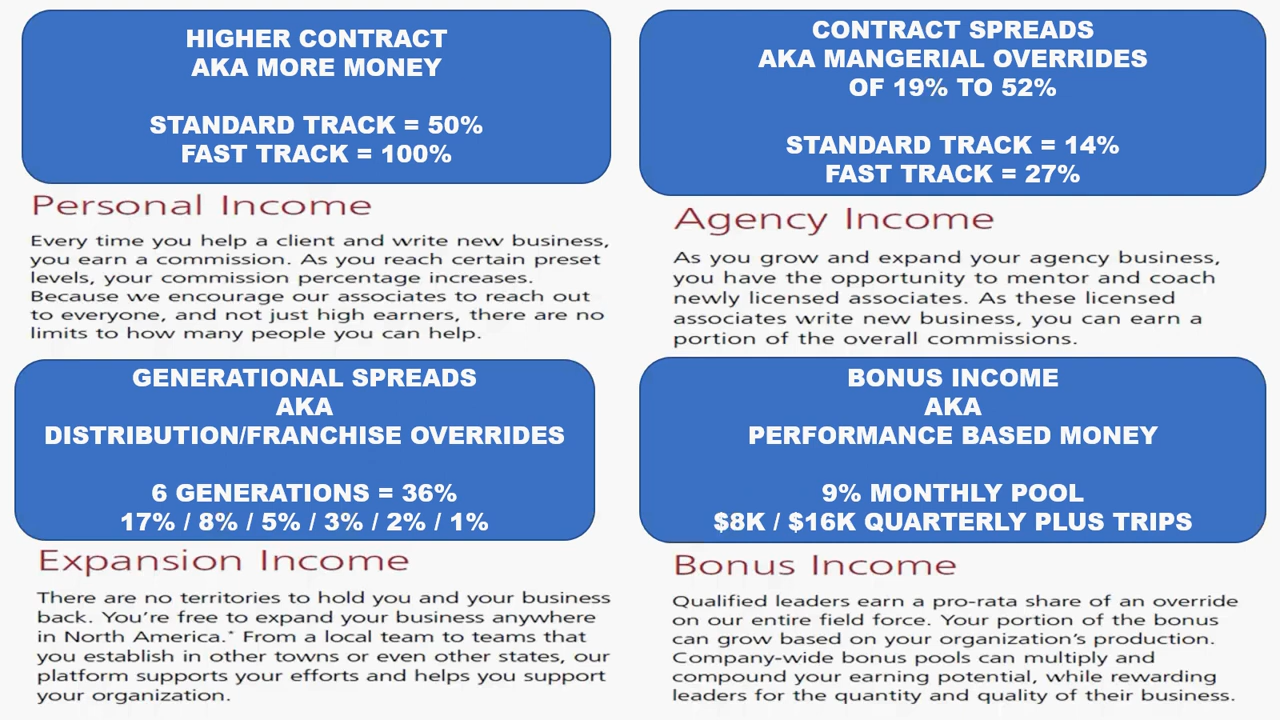 HIGHER CONTRACT
AKA MORE MONEY
STANDARD TRACK = 50%
FAST TRACK = 100%
Personal Income
Every time you help a client and write new business,
you earn a commission. As you reach certain preset
levels, your commission percentage increases.
Because we encourage our associates to reach out
to everyone, and not just high earners, there are no
limits to how many people you can help.
CONTRACT SPREADS
AKA MANGERIAL OVERRIDES
OF 19% TO 52%
STANDARD TRACK = 14%
FAST TRACK = 27%
Agency Income
As you grow and expand your agency business,
you have the opportunity to mentor and coach
newly licensed associates. As these licensed
associates write new business, you can earn a
portion of the overall commissions.
GENERATIONAL SPREADS
AKA
DISTRIBUTION/FRANCHISE OVERRIDES
6 GENERATIONS = 36%
17% / 8% / 5% / 3% / 2% / 1%
Expansion Income
There are no territories to hold you and your business
back. You're free to expand your business anywhere
in North America.* From a local team to teams that
you establish in other towns or even other states, our
platform supports your efforts and helps you support
your organization.
BONUS INCOME
AKA
PERFORMANCE BASED MONEY
9% MONTHLY POOL
$8K / $16K QUARTERLY PLUS TRIPS
Bonus Income
Qualified leaders earn a pro-rata share of an override
on our entire field force. Your portion of the bonus
can grow based on your organization's production.
Company-wide bonus pools can multiply and
compound your earning potential, while rewarding
leaders for the quantity and quality of their business.